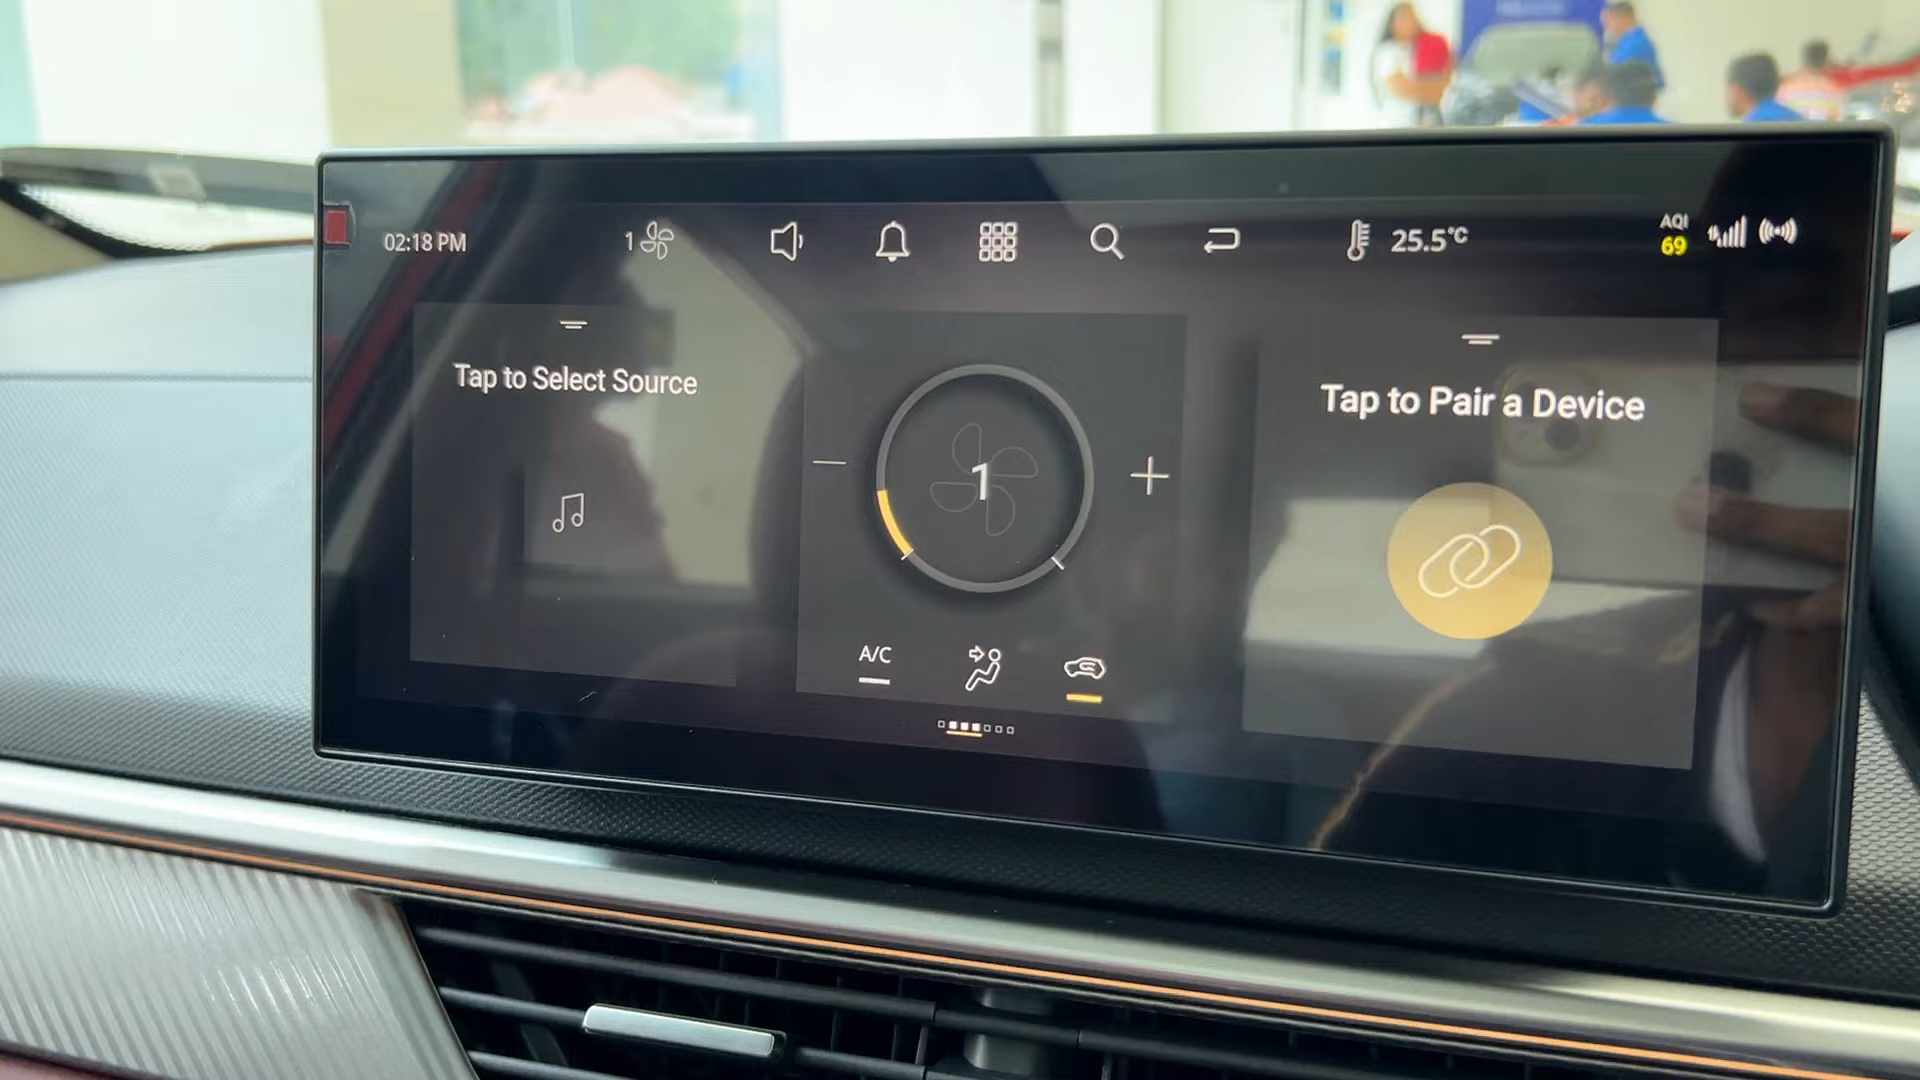 02:18 PM
1
25.5°C
AQI
69
Tap to Select Source
1
A/C
Tap to Pair a Device